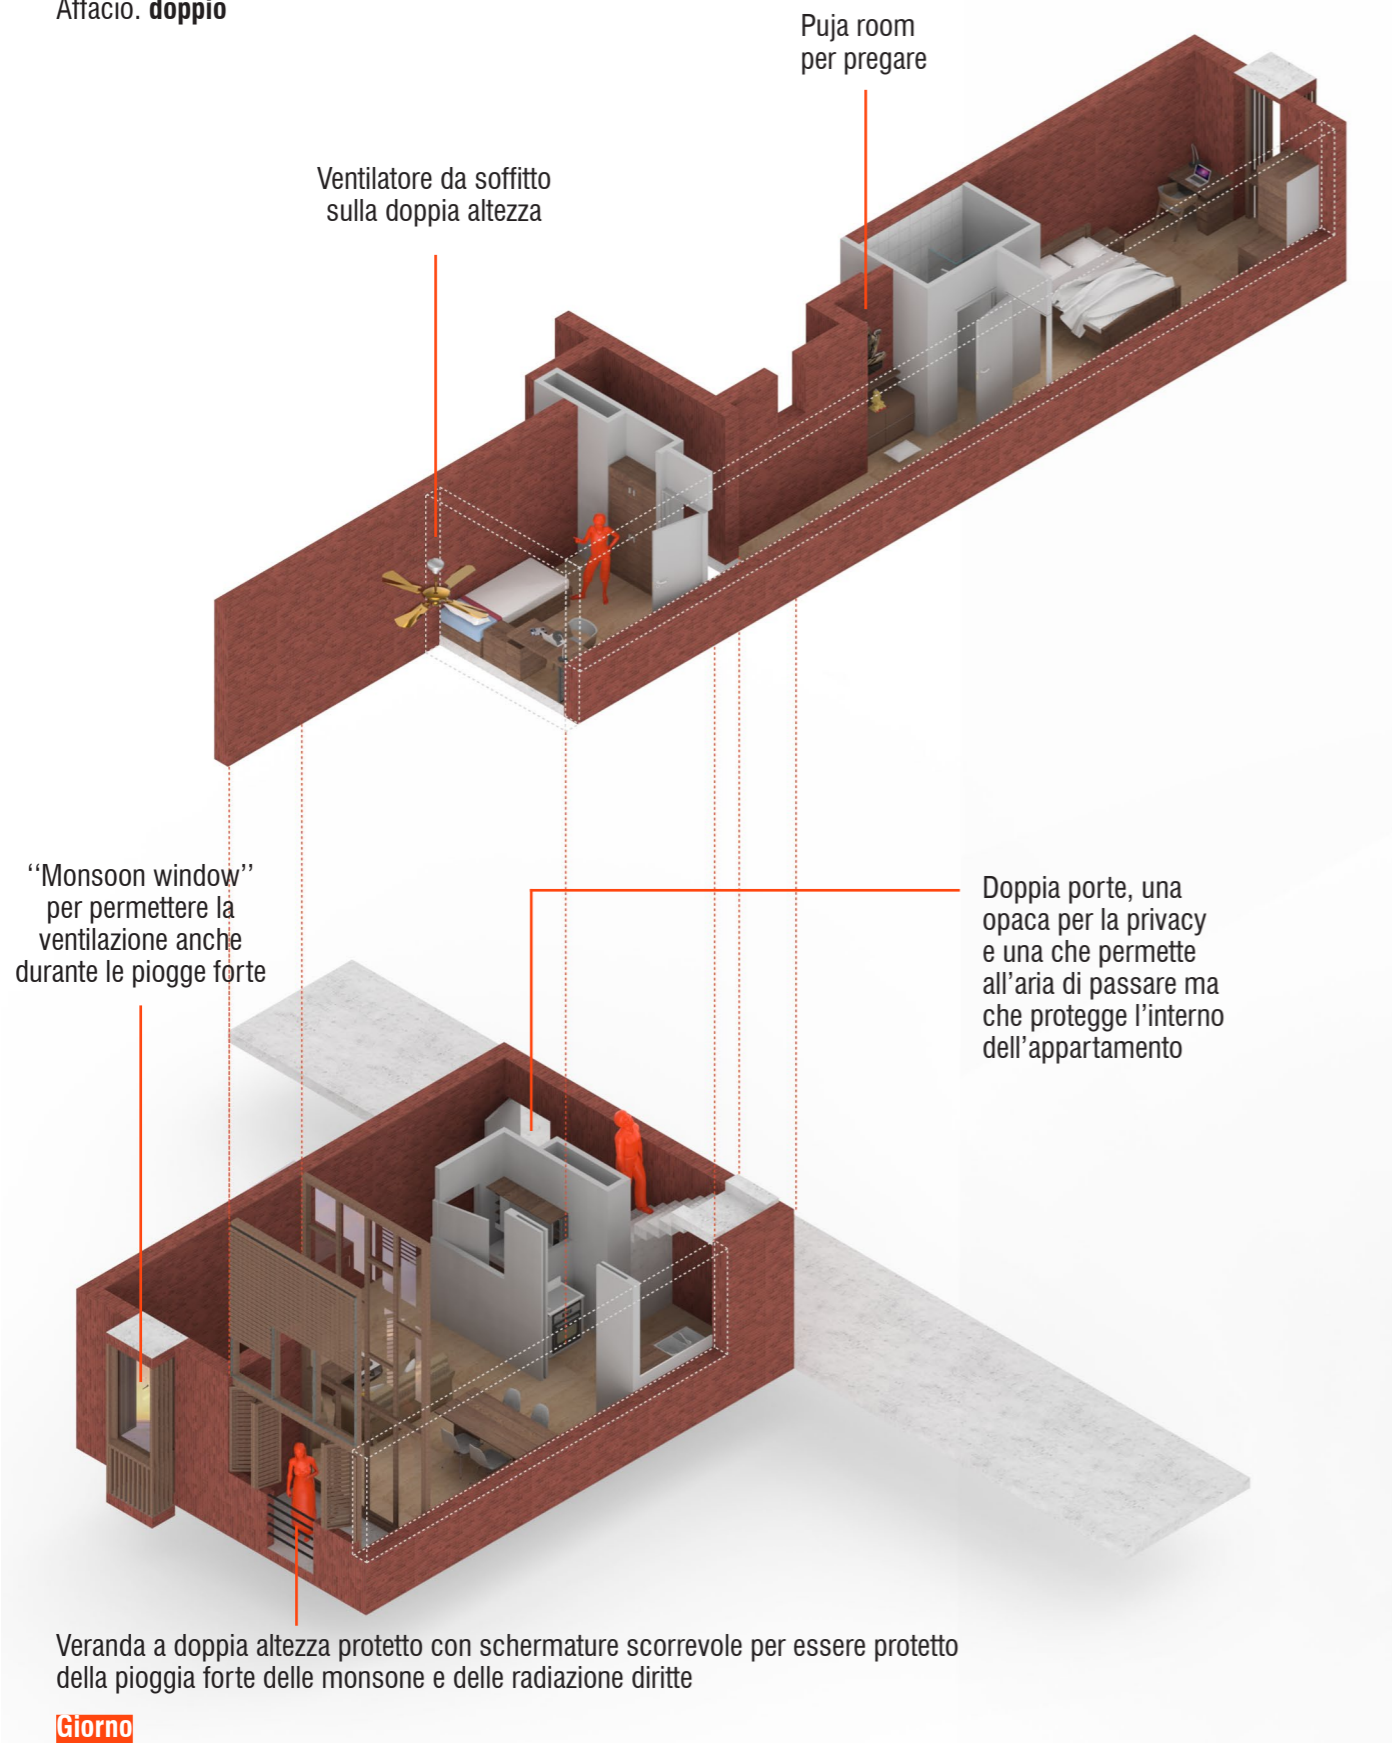 Affacio. doppio
Puja room
per pregare
Ventilatore da soffitto
sulla doppia altezza
‘‘Monsoon window’’
per permettere la
ventilazione anche
durante le piogge forte
Doppia porte, una
opaca per la privacy
e una che permette
all’aria di passare ma
che protegge l’interno
dell’appartamento
Veranda a doppia altezza protetto con schermature scorrevole per essere protetto
della pioggia forte delle monsone e delle radiazione diritte
Giorno